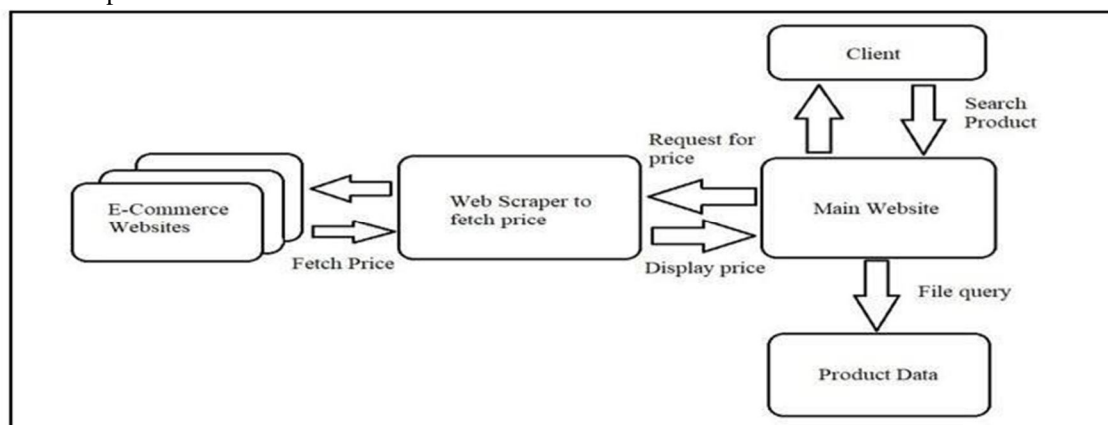 Client
Search
Product
Request for
price
E-Commerce
Websites
Web Scraper to
fetch price
Main Website
Fetch Price
Display price
File query
Product Data